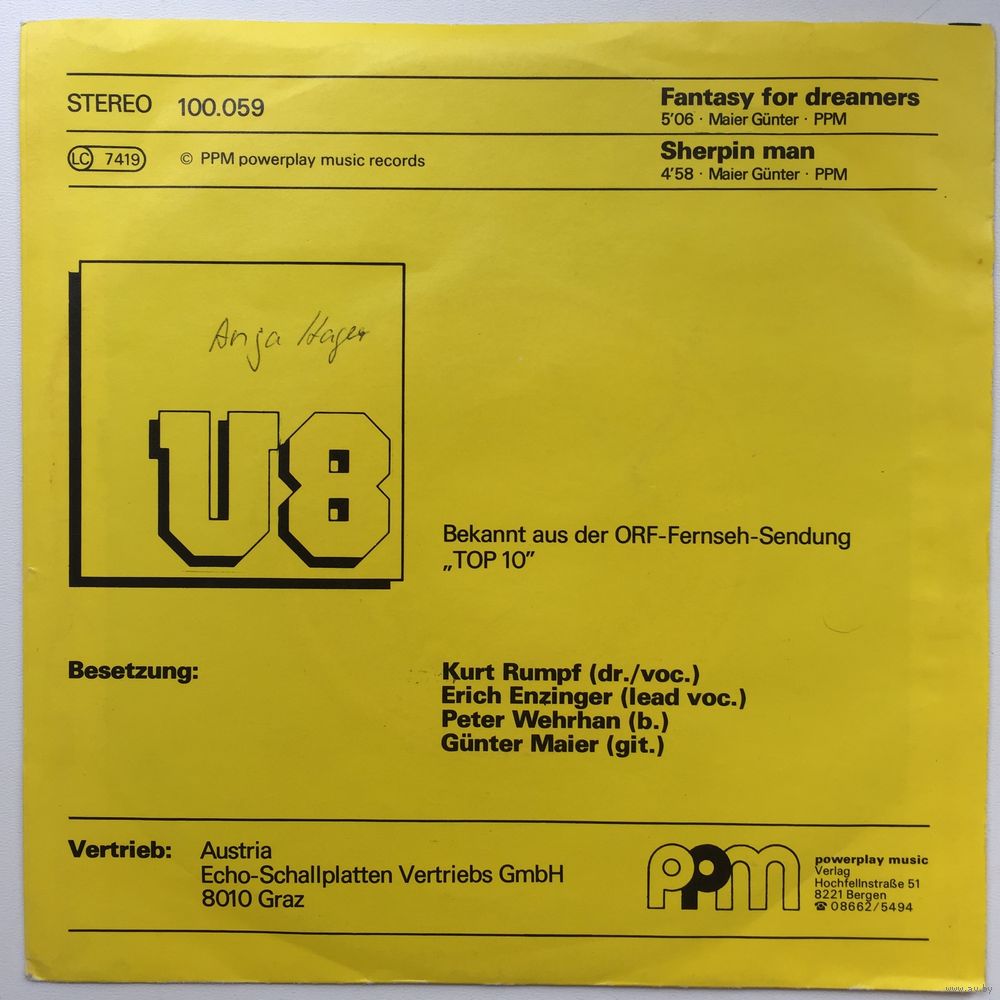 STEREO 100.059
Fantasy for dreamers
5'06 · Maier Günter · PPM
LC 7419 © PPM powerplay music records
Sherpin man
4'58 · Maier Günter · PPM
Anja Hager
U8
Bekannt aus der ORF-Fernseh-Sendung
„TOP 10”
Besetzung:
Kurt Rumpf (dr./voc.)
Erich Enzinger (lead voc.)
Peter Wehrhan (b.)
Günter Maier (git.)
Vertrieb: Austria
Echo-Schallplatten Vertriebs GmbH
8010 Graz
ppm
powerplay music
Verlag
Hochfellnstraße 51
8221 Bergen
☎ 08662/5494
www.au.by